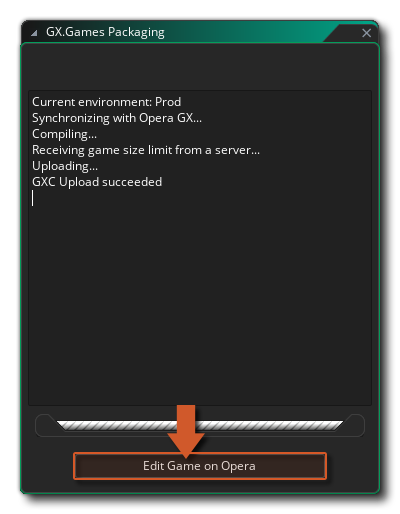 GX.Games Packaging
Current environment: Prod
Synchronizing with Opera GX...
Compiling...
Receiving game size limit from a server...
Uploading...
GXC Upload succeeded
Edit Game on Opera